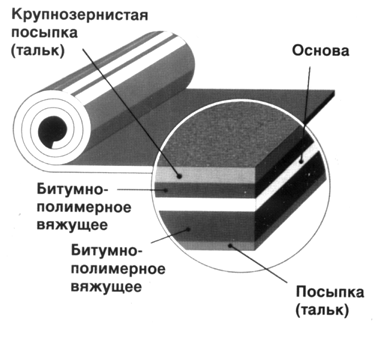 Крупнозернистая
посыпка
(тальк)
Основа
Битумно-
полимерное
вяжущее
Битумно-
полимерное
вяжущее
Посыпка
(тальк)